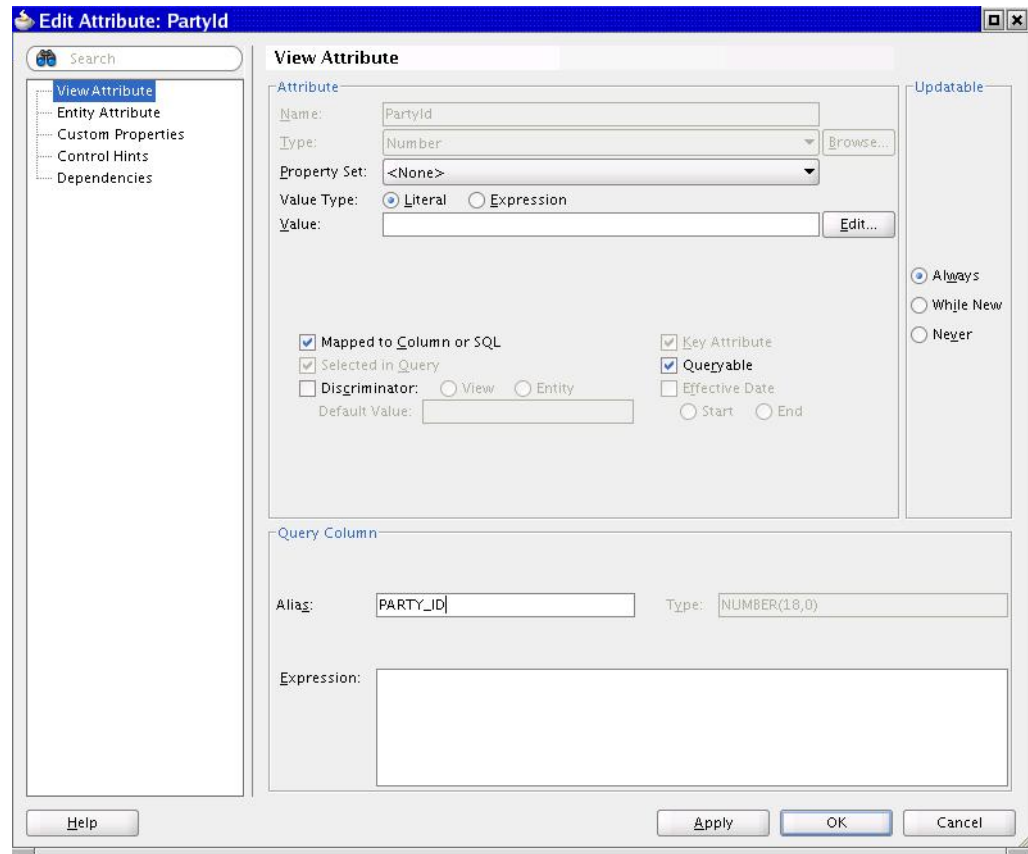 Edit Attribute: PartyId
Search
View Attribute
Entity Attribute
Custom Properties
Control Hints
Dependencies
View Attribute
Attribute
Name: PartyId
Type: Number Browse...
Property Set: <None>
Value Type: Literal Expression
Value: Edit...
Mapped to Column or SQL Key Attribute
Selected in Query Queryable
Discriminator: View Entity Effective Date
Default Value: Start End
Updatable
Always
While New
Never
Query Column
Alias: PARTY_ID Type: NUMBER(18,0)
Expression:
Help Apply OK Cancel